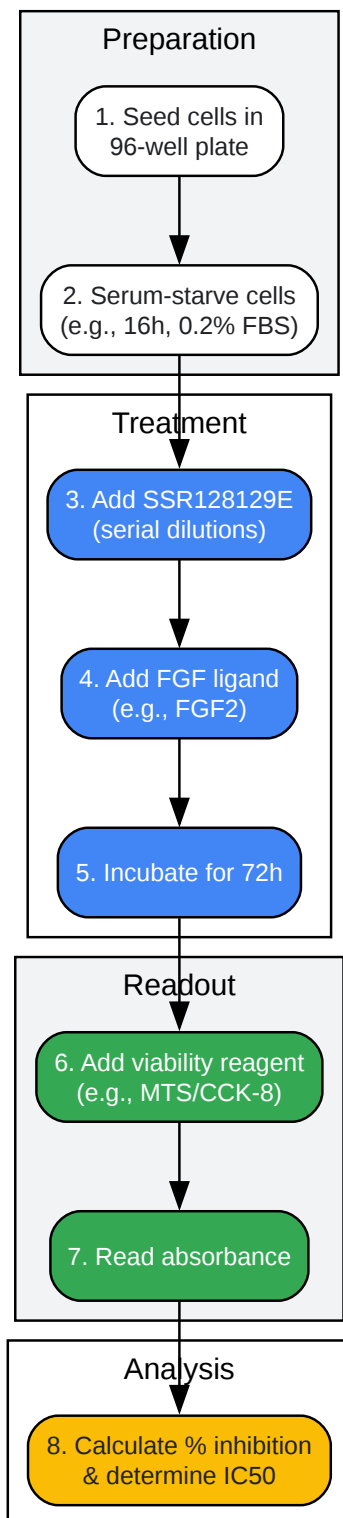 Preparation
1. Seed cells in
96-well plate
2. Serum-starve cells
(e.g., 16h, 0.2% FBS)
Treatment
3. Add SSR128129E
(serial dilutions)
4. Add FGF ligand
(e.g., FGF2)
5. Incubate for 72h
Readout
6. Add viability reagent
(e.g., MTS/CCK-8)
7. Read absorbance
Analysis
8. Calculate % inhibition
& determine IC50